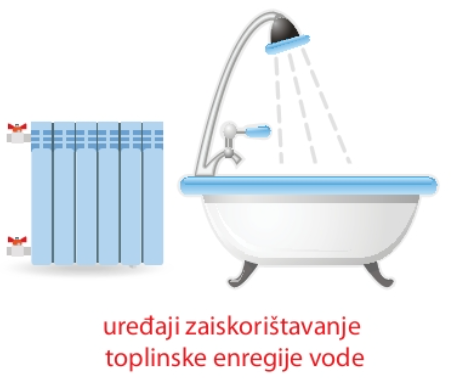 uređaji zaiskorištavanje
toplinske enregije vode